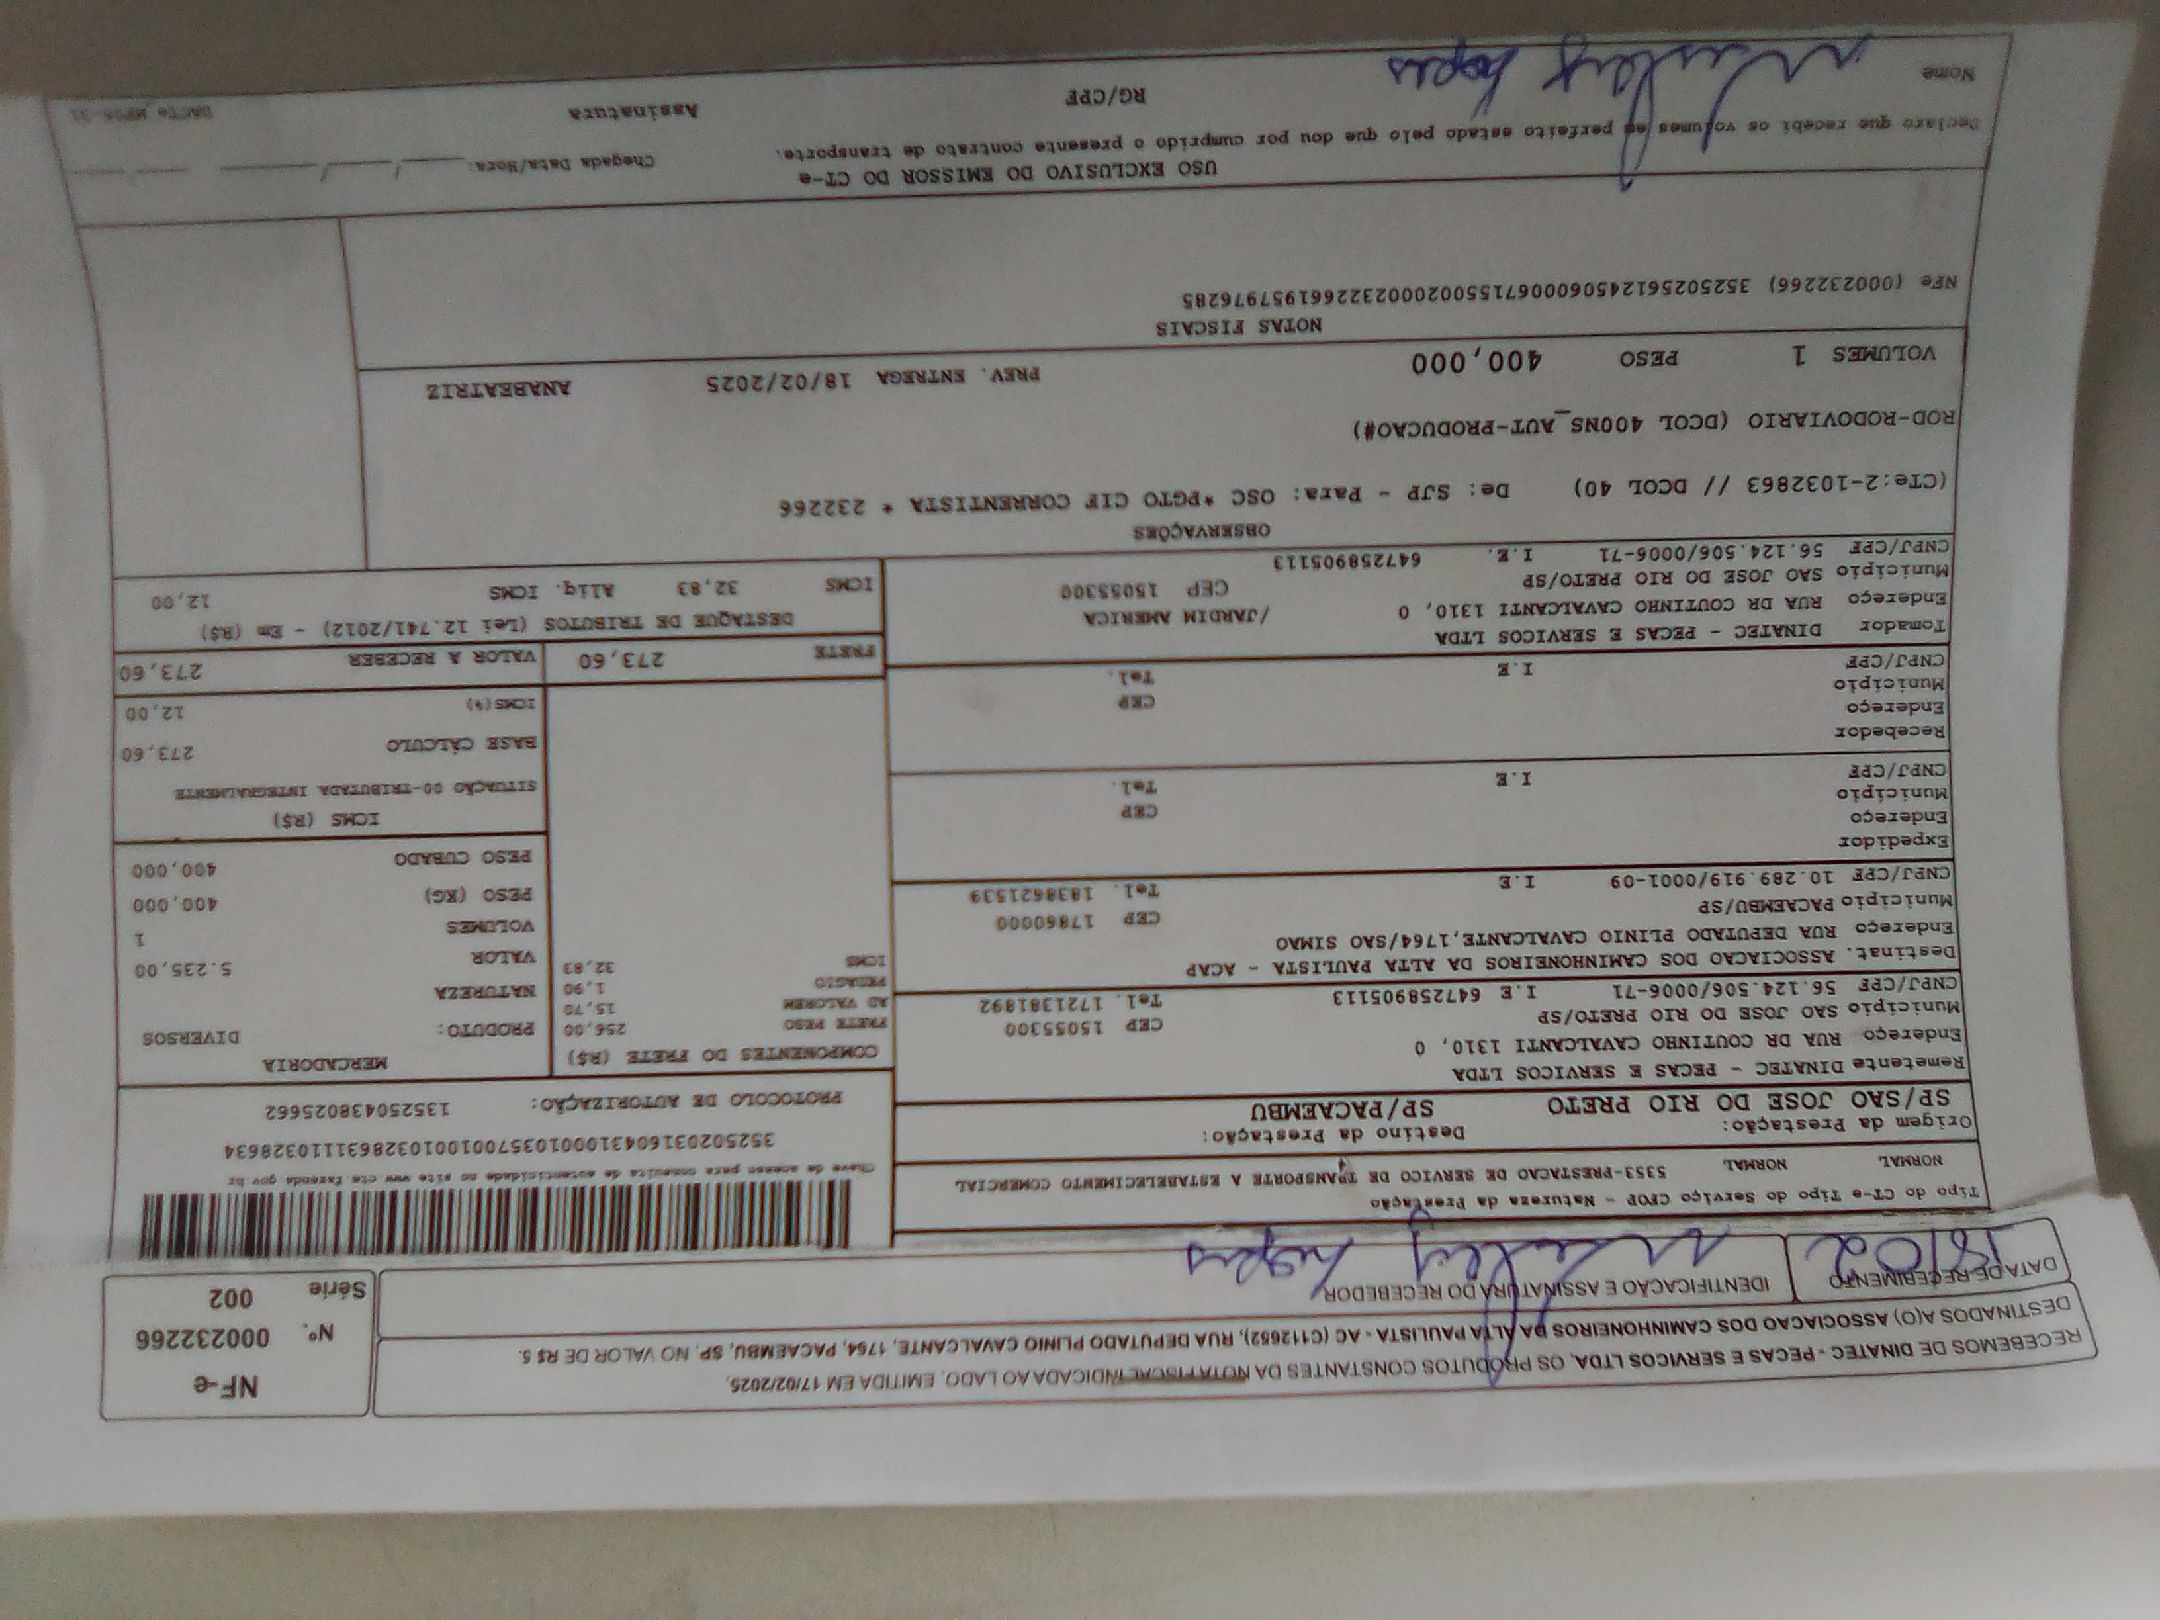 RECEBEMOS DE DINATEC - PECAS E SERVICOS LTDA, OS PRODUTOS CONSTANTES DA NOTA FISCAL INDICADA AO LADO, EMITIDA EM 17/02/2025,
DESTINADOS A(O) ASSOCIACAO DOS CAMINHONEIROS DA ALTA PAULISTA - AC (C112652), RUA DEPUTADO PLINIO CAVALCANTE, 1764, PACAEMBU, SP, NO VALOR DE R$ 5.
NF-e
Nº. 000232266
Série 002
DATA DE RECEBIMENTO
18/02
IDENTIFICAÇÃO E ASSINATURA DO RECEBEDOR
Lopes
Tipo do CT-e Tipo do Serviço CFOP - Natureza da Prestação
NORMAL NORMAL 5353-PRESTACAO DE SERVICO DE TRANSPORTE A ESTABELECIMENTO COMERCIAL
Origem da Prestação: Destino da Prestação:
SP/SAO JOSE DO RIO PRETO SP/PACAEMBU
Chave de acesso para consulta de autenticidade no site www cte fazenda gov br
35250203160431000103570010010328631110328634
PROTOCOLO DE AUTORIZAÇÃO: 135250438025662
Remetente DINATEC - PECAS E SERVICOS LTDA
Endereço RUA DR COUTINHO CAVALCANTI 1310, 0 CEP 15055300
Município SAO JOSE DO RIO PRETO/SP Tel. 1721381892
CNPJ/CPF 56.124.506/0006-71 I.E 647258905113
Destinat. ASSOCIACAO DOS CAMINHONEIROS DA ALTA PAULISTA - ACAP
Endereço RUA DEPUTADO PLINIO CAVALCANTE,1764/SAO SIMAO
Município PACAEMBU/SP CEP 17860000
CNPJ/CPF 10.289.919/0001-09 I.E Tel. 1838621539
Expedidor
Endereço
Município CEP
CNPJ/CPF I.E Tel.
Recebedor
Endereço
Município CEP
CNPJ/CPF I.E Tel.
Tomador DINATEC - PECAS E SERVICOS LTDA
Endereço RUA DR COUTINHO CAVALCANTI 1310, 0 /JARDIM AMERICA
Município SAO JOSE DO RIO PRETO/SP CEP 15055300
CNPJ/CPF 56.124.506/0006-71 I.E. 647258905113
COMPONENTES DO FRETE (R$)
FRETE PESO 256,00
AD VALOREM 15,70
PEDAGIO 1,90
ICMS 32,83
FRETE 273,60
MERCADORIA
PRODUTO: DIVERSOS
NATUREZA
VALOR 5.235,00
VOLUMES 1
PESO (KG) 400,000
PESO CUBADO 400,000
ICMS (R$)
SITUAÇÃO 00-TRIBUTADA INTEGRALMENTE
BASE CÁLCULO 273,60
ICMS(%) 12,00
VALOR A RECEBER 273,60
DESTAQUE DE TRIBUTOS (Lei 12.741/2012) - Em (R$)
ICMS 32,83 Aliq. ICMS 12,00
OBSERVAÇÕES
(CTe:2-1032863 // DCOL 40) De: SJP - Para: OSC *PGTO CIF CORRENTISTA * 232266
ROD-RODOVIARIO (DCOL 400NS_AUT-PRODUCAO#)
VOLUMES 1 PESO 400,000 PREV. ENTREGA 18/02/2025 ANABEATRIZ
NOTAS FISCAIS
NFe (000232266) 35250256124506000671550020002322661957976285
USO EXCLUSIVO DO EMISSOR DO CT-e
Chegada Data/Hora: ____/____/____ ____
Declaro que recebi os volumes em perfeito estado pelo que dou por cumprido o presente contrato de transporte.
Nome RG/CPF Assinatura
Lopes